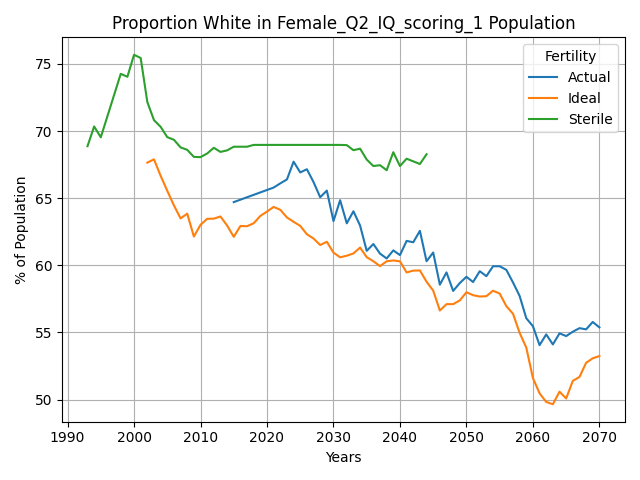 Proportion White in Female_Q2_IQ_scoring_1 Population
Fertility
Actual
Ideal
Sterile
% of Population
75
70
65
60
55
50
1990
2000
2010
2020
2030
2040
2050
2060
2070
Years